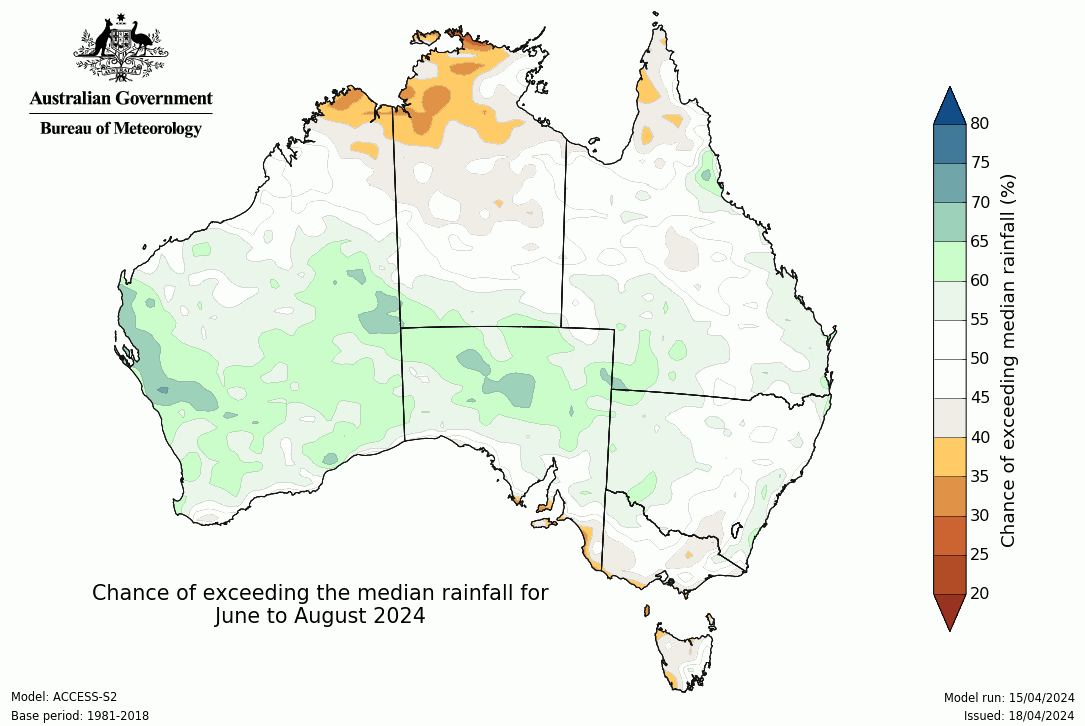 AUSTRALIA
Australian Government
Bureau of Meteorology
80
75
70
65
60
55
50
45
40
35
30
25
20
Chance of exceeding median rainfall (%)
Chance of exceeding the median rainfall for
June to August 2024
Model: ACCESS-S2
Base period: 1981-2018
Model run: 15/04/2024
Issued: 18/04/2024